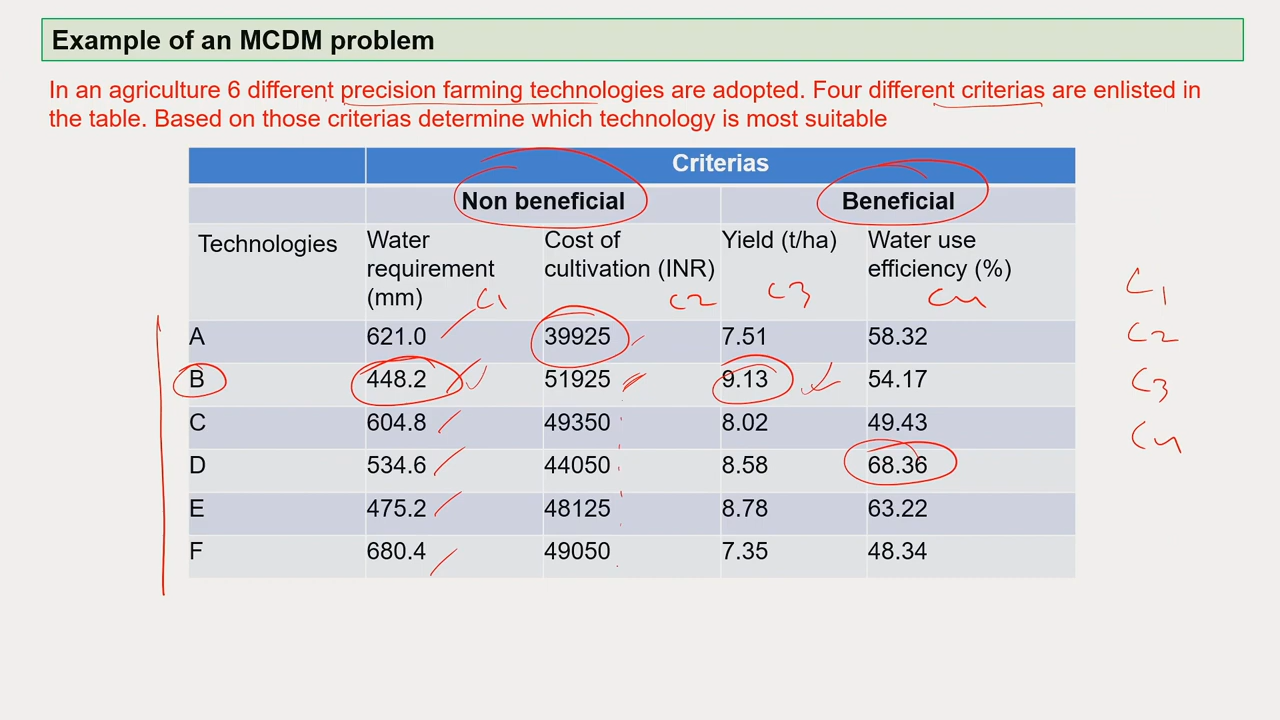 Example of an MCDM problem
In an agriculture 6 different precision farming technologies are adopted. Four different criterias are enlisted in
the table. Based on those criterias determine which technology is most suitable
Criterias
Non beneficial Beneficial
Technologies Water requirement (mm) Cost of cultivation (INR) Yield (t/ha) Water use efficiency (%)
C1 C2 C3 C4
A 621.0 39925 7.51 58.32
B 448.2 51925 9.13 54.17
C 604.8 49350 8.02 49.43
D 534.6 44050 8.58 68.36
E 475.2 48125 8.78 63.22
F 680.4 49050 7.35 48.34
C1
C2
C3
C4